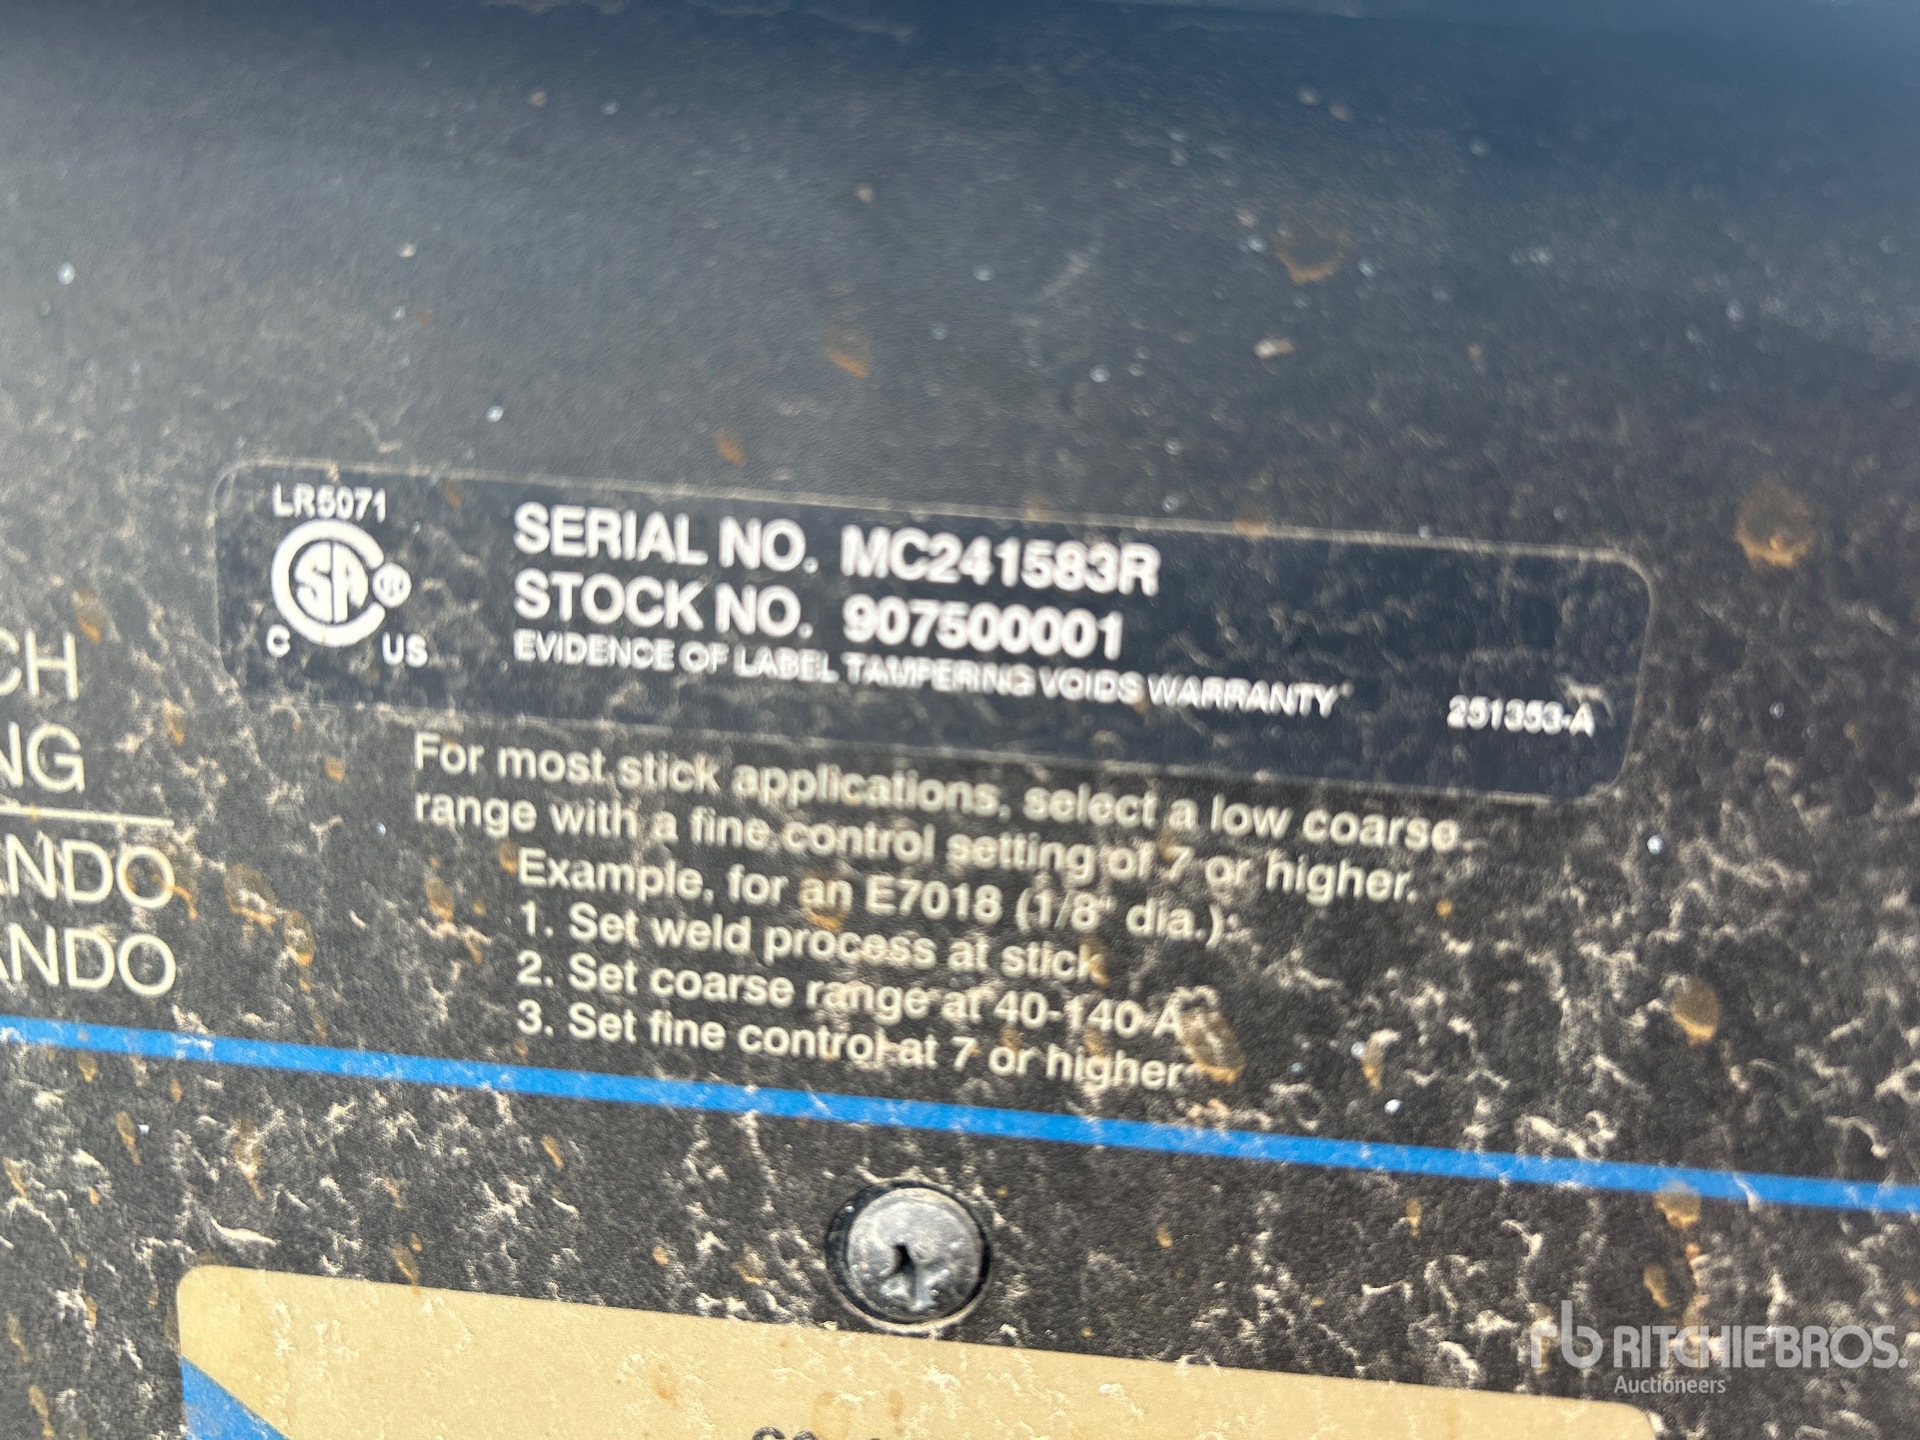 LR5071
SA
®
C US
SERIAL NO. MC241583R
STOCK NO. 907500001
EVIDENCE OF LABEL TAMPERING VOIDS WARRANTY
251353-A
CH
NG
ANDO
ANDO
For most stick applications, select a low coarse
range with a fine control setting of 7 or higher.
Example, for an E7018 (1/8" dia.):
1. Set weld process at stick
2. Set coarse range at 40-140 A
3. Set fine control at 7 or higher
rb RITCHIE BROS.
Auctioneers